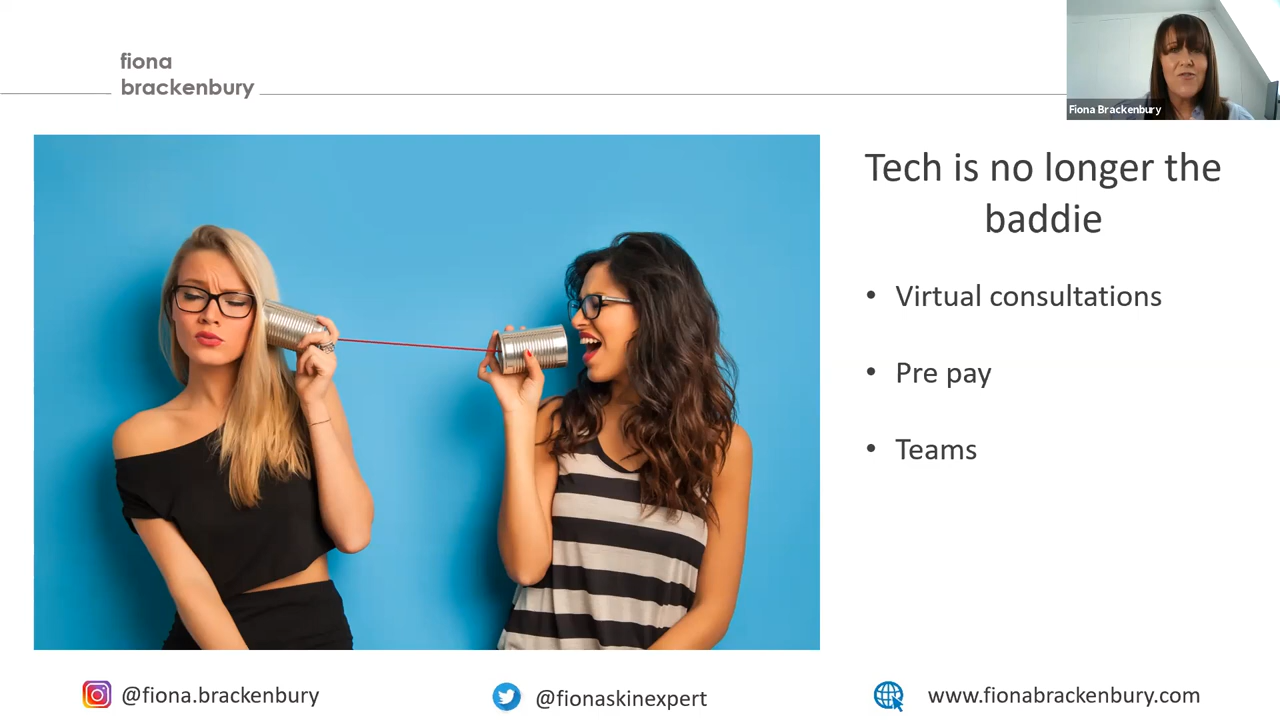 fiona
brackenbury
Fiona Brackenbury
Tech is no longer the
baddie
• Virtual consultations
• Pre pay
• Teams
@fiona.brackenbury
@fionaskinexpert
www.fionabrackenbury.com